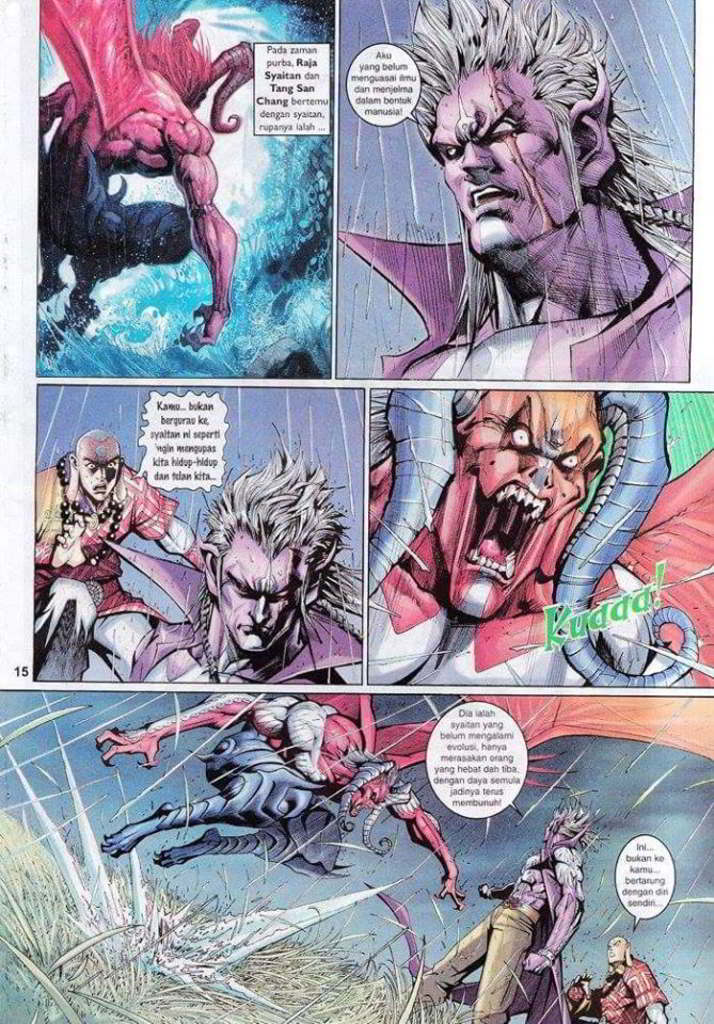 Pada zaman
purba, Raja
Syaitan dan
Tang San
Chang bertemu
dengan syaitan,
rupanya ialah ...
Aku
yang belum
menguasai ilmu
dan menjelma
dalam bentuk
manusia!
Kamu... bukan
bergurau ke,
syaitan ni seperti
'ngin mengupas
kita hidup-hidup
dan telan kita...
Kuaaa!
15
Dia ialah
syaitan yang
belum mengalami
evolusi, hanya
merasakan orang
yang hebat dah tiba,
dengan daya semula
jadinya terus
membunuh!
Ini...
bukan ke
kamu...
bertarung
dengan diri
sendiri...